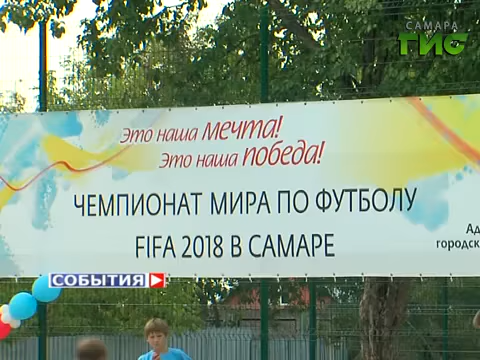 САМАРА
ГИС
Это наша мечта!
Это наша победа!
ЧЕМПИОНАТ МИРА ПО ФУТБОЛУ
FIFA 2018 В САМАРЕ
Ад
городск
СОБЫТИЯ